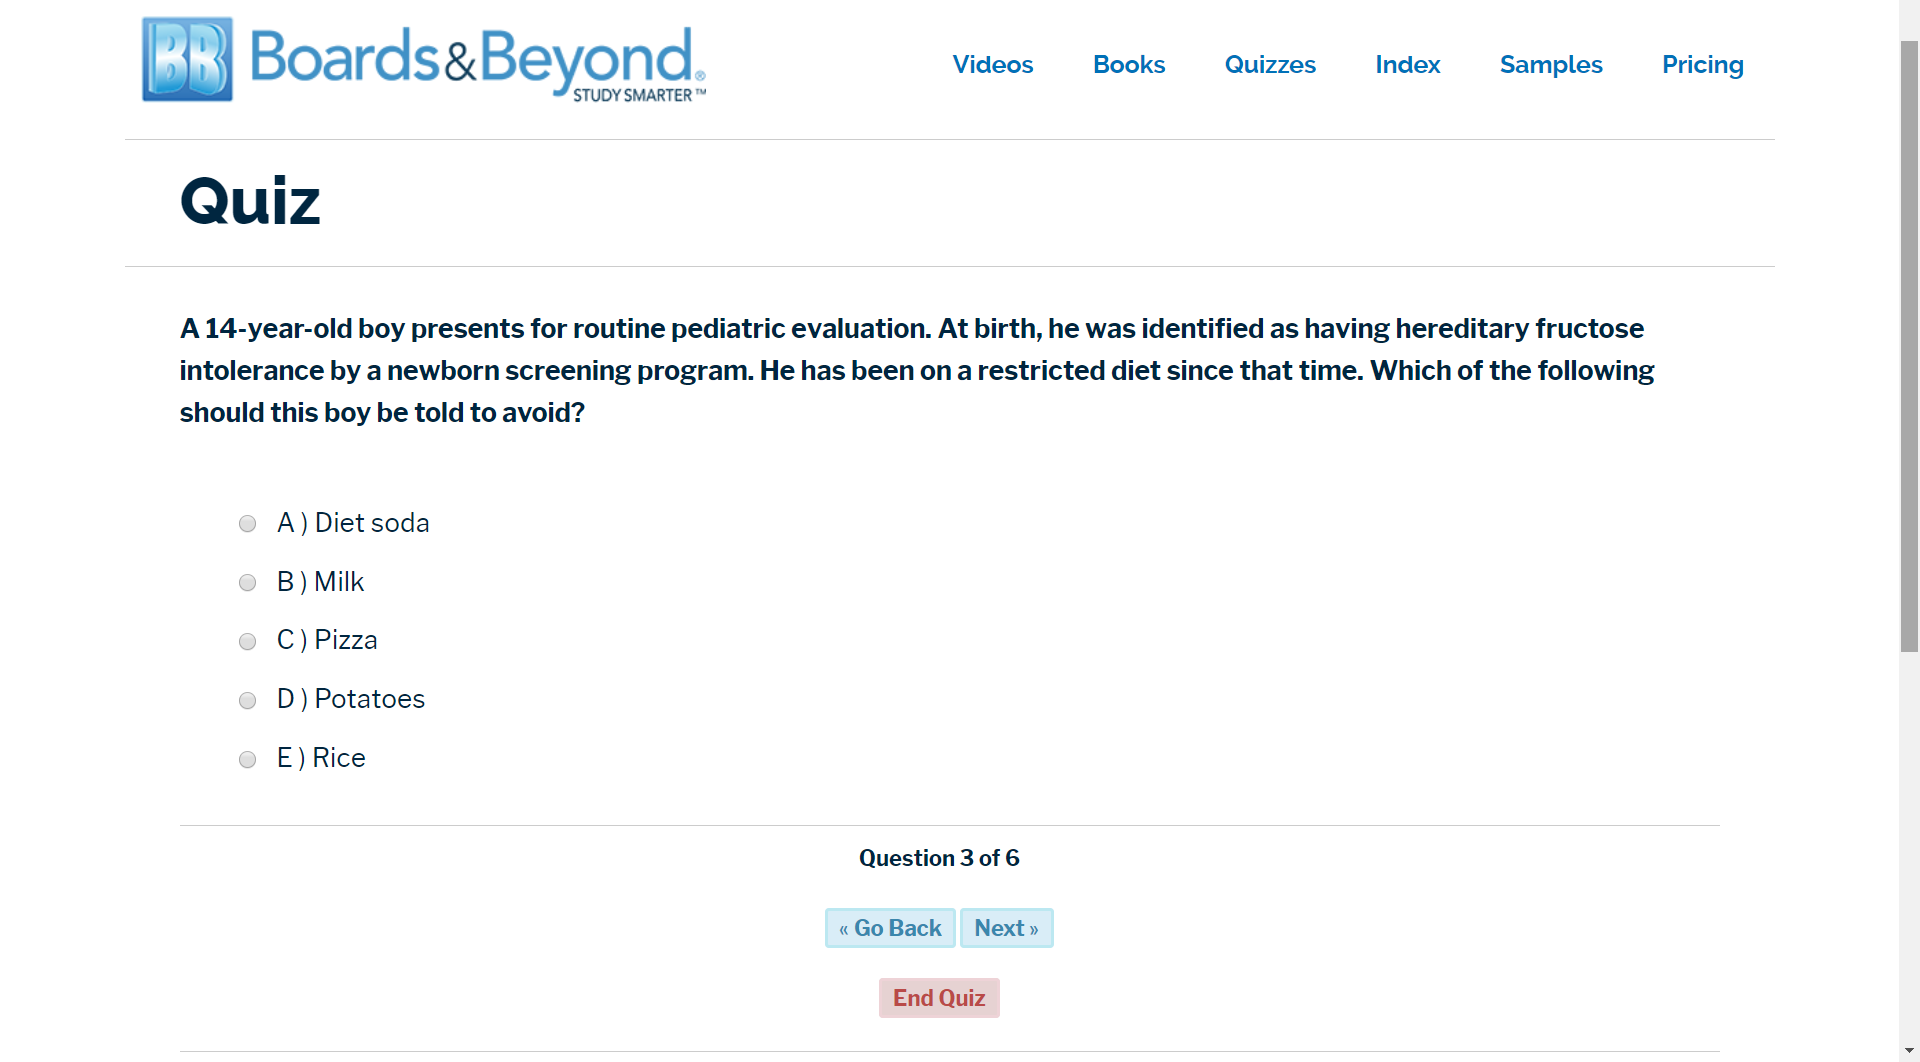 BB Boards&Beyond®
STUDY SMARTER™
Videos Books Quizzes Index Samples Pricing
Quiz
A 14-year-old boy presents for routine pediatric evaluation. At birth, he was identified as having hereditary fructose
intolerance by a newborn screening program. He has been on a restricted diet since that time. Which of the following
should this boy be told to avoid?
A ) Diet soda
B ) Milk
C ) Pizza
D ) Potatoes
E ) Rice
Question 3 of 6
« Go Back Next »
End Quiz